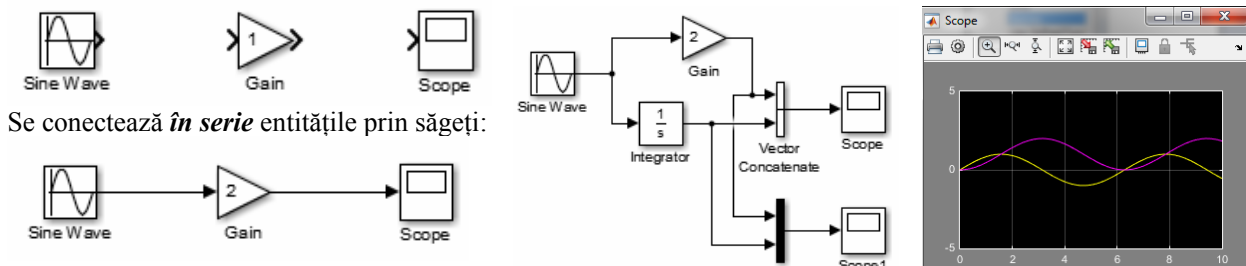 1
Sine Wave
Gain
Scope
Se conectează în serie entitățile prin săgeți:
2
Sine Wave
Gain
Scope
2
Gain
Sine Wave
1
s
Integrator
Vector
Concatenate
Scope
Scope1
Scope
5
0
-5
0
2
4
6
8
10